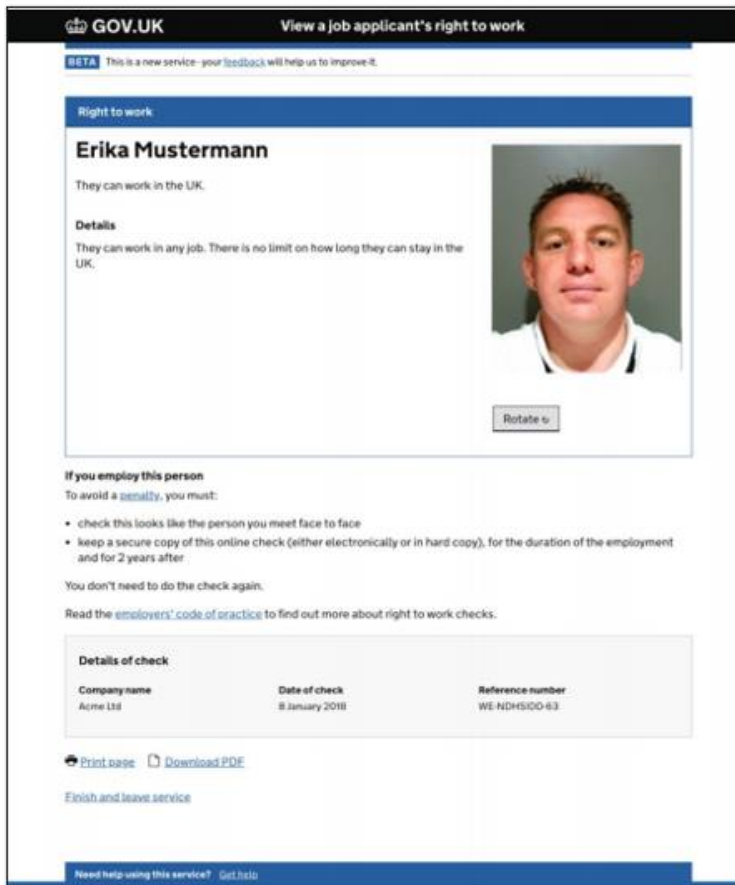 GOV.UK View a job applicant's right to work
BETA This is a new service - your feedback will help us to improve it.
Right to work
Erika Mustermann
They can work in the UK.
Details
They can work in any job. There is no limit on how long they can stay in the
UK.
Rotate
If you employ this person
To avoid a penalty, you must:
• check this looks like the person you meet face to face
• keep a secure copy of this online check (either electronically or in hard copy), for the duration of the employment
and for 2 years after
You don't need to do the check again.
Read the employers' code of practice to find out more about right to work checks.
Details of check
Company name Date of check Reference number
Acme Ltd 8 January 2018
Print page Download PDF
Finish and leave service
Need help using this service? Get help